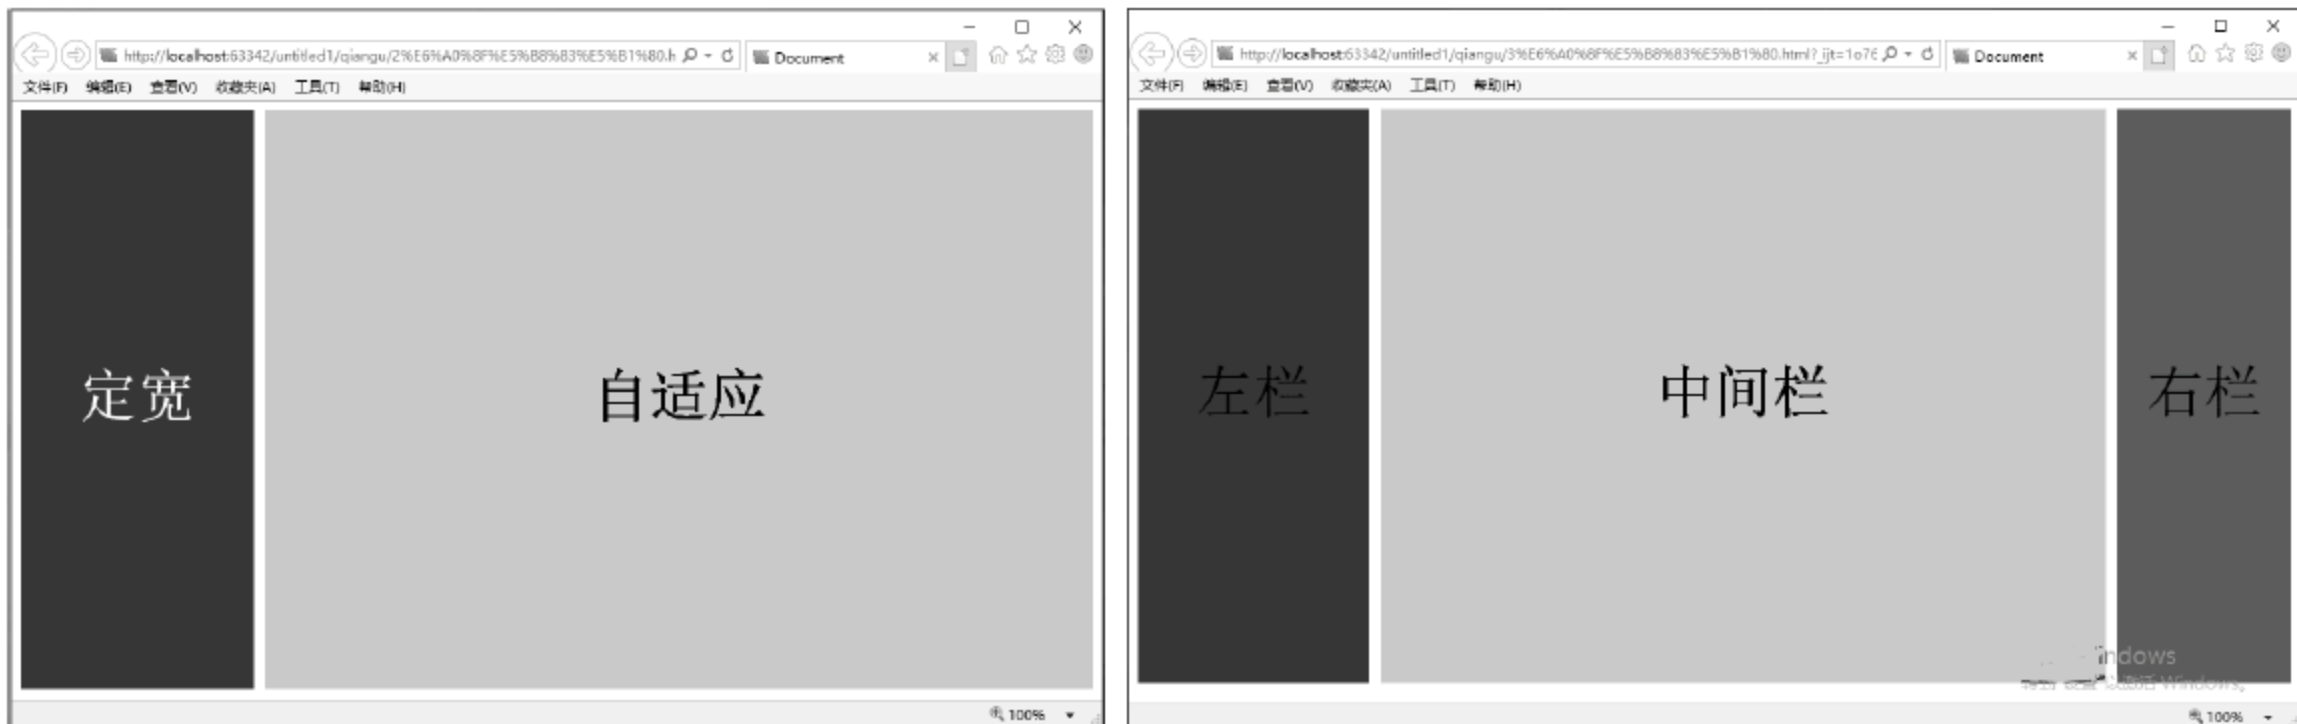 http://localhost:63342/untitled1/qiangu/2%E6%A0%8F%E5%B8%83%E5%B1%80.h
Document
文件(F) 编辑(E) 查看(V) 收藏夹(A) 工具(T) 帮助(H)
定宽
自适应
100%
http://localhost:63342/untitled1/qiangu/3%E6%A0%8F%E5%B8%83%E5%B1%80.html?_ijt=1o76
Document
文件(F) 编辑(E) 查看(V) 收藏夹(A) 工具(T) 帮助(H)
左栏
中间栏
右栏
Windows。
100%